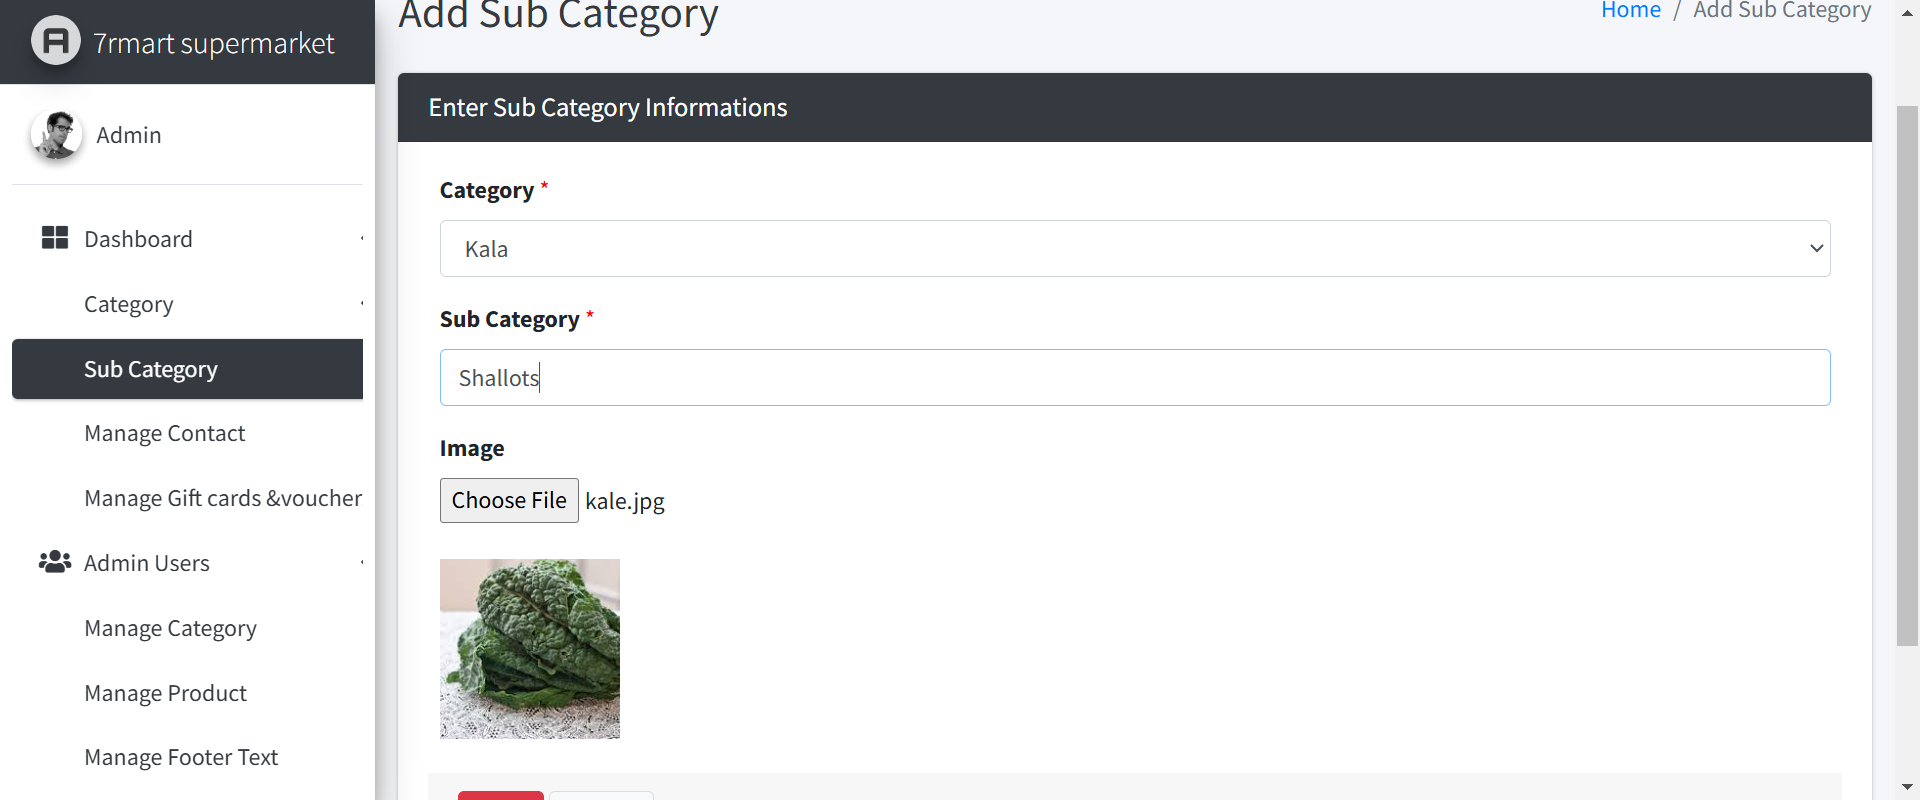 7rmart supermarket
Admin
Dashboard
Category
Sub Category
Manage Contact
Manage Gift cards &voucher
Admin Users
Manage Category
Manage Product
Manage Footer Text
Add Sub Category
Home / Add Sub Category
Enter Sub Category Informations
Category *
Kala
Sub Category *
Shallots
Image
Choose File kale.jpg